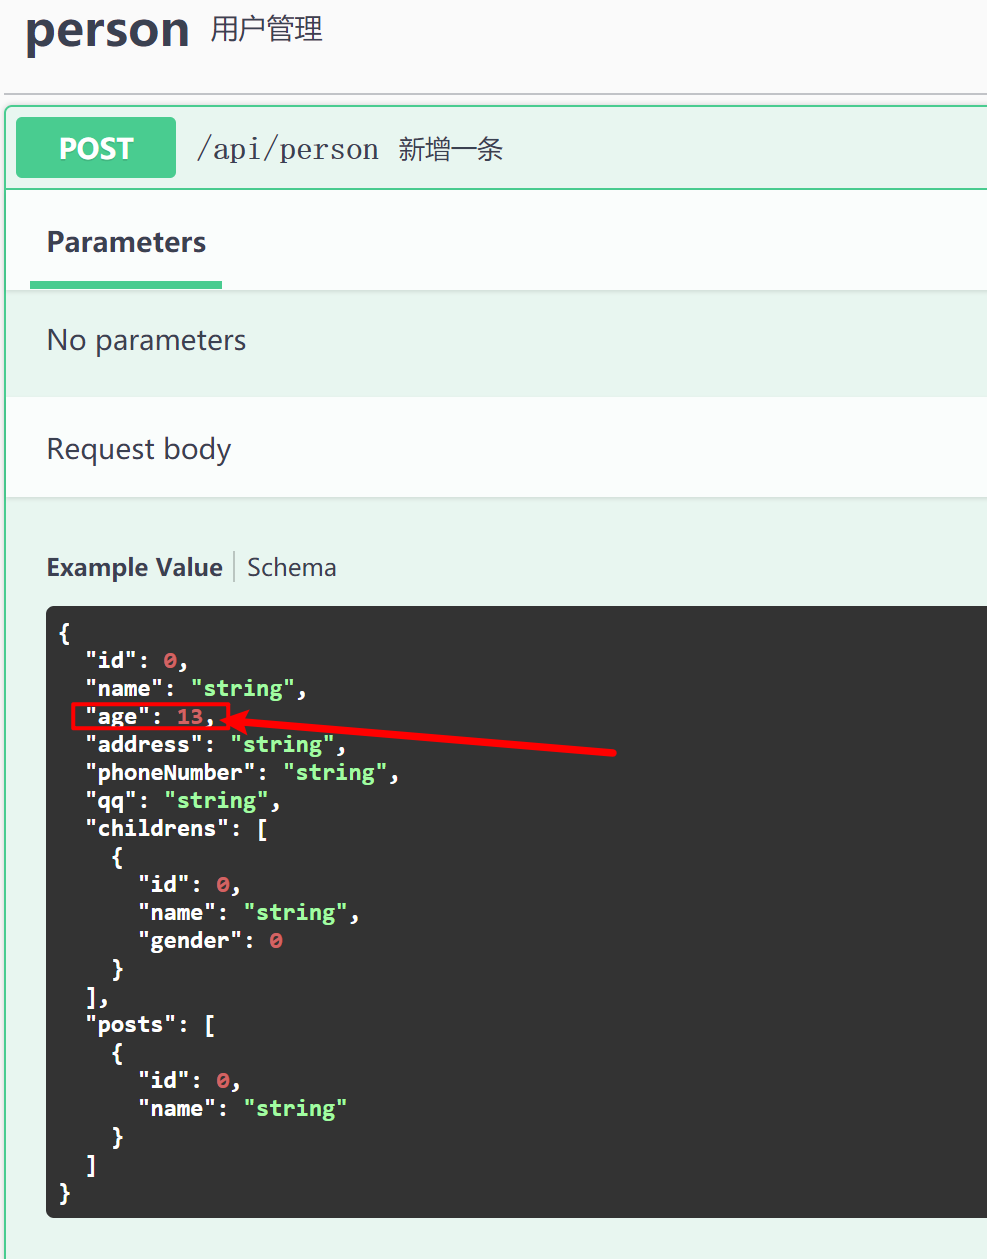 person 用户管理
POST /api/person 新增一条
Parameters
No parameters
Request body
Example Value | Schema
{
  "id": 0,
  "name": "string",
  "age": 13,
  "address": "string",
  "phoneNumber": "string",
  "qq": "string",
  "childrens": [
    {
      "id": 0,
      "name": "string",
      "gender": 0
    }
  ],
  "posts": [
    {
      "id": 0,
      "name": "string"
    }
  ]
}